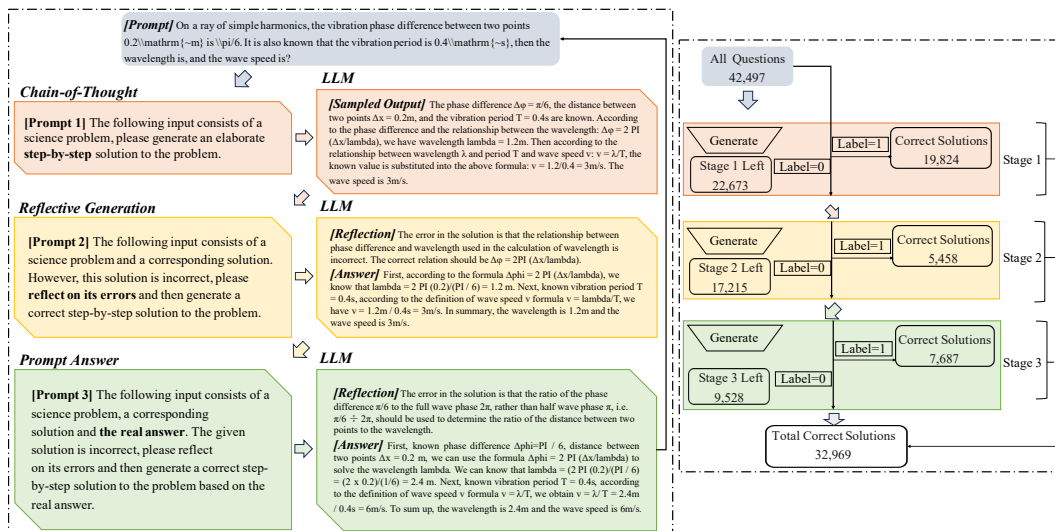 [Prompt] On a ray of simple harmonics, the vibration phase difference between two points
0.2\\mathrm{~m} is \\pi/6. It is also known that the vibration period is 0.4\\mathrm{~s}, then the
wavelength is, and the wave speed is?
Chain-of-Thought
[Prompt 1] The following input consists of a
science problem, please generate an elaborate
step-by-step solution to the problem.
LLM
[Sampled Output] The phase difference Δφ = π/6, the distance between
two points Δx = 0.2m, and the vibration period T = 0.4s are known. According
to the phase difference and the relationship between the wavelength: Δφ = 2 PI
(Δx/lambda), we have wavelength lambda = 1.2m. Then according to the
relationship between wavelength λ and period T and wave speed v: v = λ/T, the
known value is substituted into the above formula: v = 1.2/0.4 = 3m/s. The
wave speed is 3m/s.
Reflective Generation
[Prompt 2] The following input consists of a
science problem and a corresponding solution.
However, this solution is incorrect, please
reflect on its errors and then generate a
correct step-by-step solution to the problem.
LLM
[Reflection] The error in the solution is that the relationship between
phase difference and wavelength used in the calculation of wavelength is
incorrect. The correct relation should be Δφ = 2PI (Δx/lambda).
[Answer] First, according to the formula Δphi = 2 PI (Δx/lambda), we
know that lambda = 2 PI (0.2)/(PI / 6) = 1.2 m. Next, known vibration period T
= 0.4s, according to the definition of wave speed v formula v = lambda/T, we
have v = 1.2m / 0.4s = 3m/s. In summary, the wavelength is 1.2m and the
wave speed is 3m/s.
Prompt Answer
[Prompt 3] The following input consists of a
science problem, a corresponding
solution and the real answer. The given
solution is incorrect, please reflect
on its errors and then generate a correct step-
by-step solution to the problem based on the
real answer.
LLM
[Reflection] The error in the solution is that the ratio of the phase
difference π/6 to the full wave phase 2π, rather than half wave phase π, i.e.
π/6 ÷ 2π, should be used to determine the ratio of the distance between two
points to the wavelength.
[Answer] First, known phase difference Δphi=PI / 6, distance between
two points Δx = 0.2 m, we can use the formula Δphi = 2 PI (Δx/lambda) to
solve the wavelength lambda. We can know that lambda = (2 PI (0.2)/(PI / 6)
= (2 x 0.2)/(1/6) = 2.4 m. Next, known vibration period T = 0.4s, according
to the definition of wave speed v formula v = λ/T, we obtain v = λ/ T = 2.4m
/ 0.4s = 6m/s. To sum up, the wavelength is 2.4m and the wave speed is 6m/s.
All Questions
42,497
Generate
Label=1
Correct Solutions
19,824
Stage 1 Left
22,673
Label=0
Stage 1
Generate
Label=1
Correct Solutions
5,458
Stage 2 Left
17,215
Label=0
Stage 2
Generate
Label=1
Correct Solutions
7,687
Stage 3 Left
9,528
Label=0
Stage 3
Total Correct Solutions
32,969